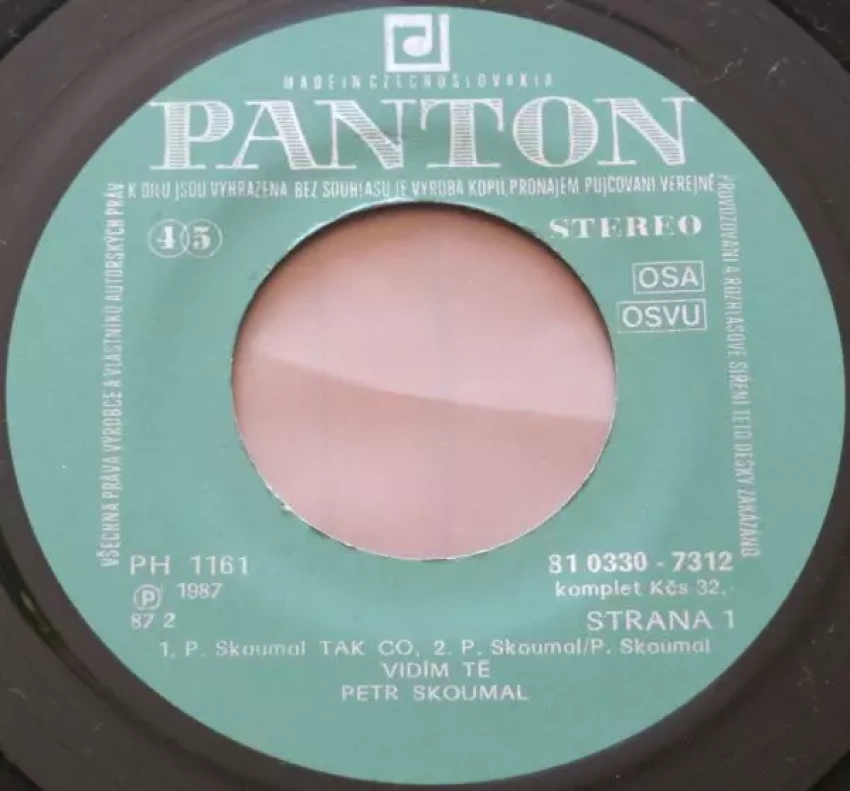 MADE IN CZECHOSLOVAKIA
PANTON
VŠECHNA PRÁVA VÝROBCE A VLASTNÍKU AUTORSKÝCH PRÁV
K DÍLU JSOU VYHRAZENA. BEZ SOUHLASU JE VÝROBA KOPIÍ, PRONÁJEM PŮJČOVÁNÍ VEREJNÉ
PROVOZOVÁNÍ A ROZHLASOVÉ ŠÍŘENÍ TÉTO DESKY ZAKÁZÁNO
45
STEREO
OSA
OSVU
PH 1161
81 0330 - 7312
Ⓟ 1987
komplet Kčs 32,-
87 2
STRANA 1
1. P. Skoumal TAK CO, 2. P. Skoumal/P. Skoumal
VIDÍM TĚ
PETR SKOUMAL